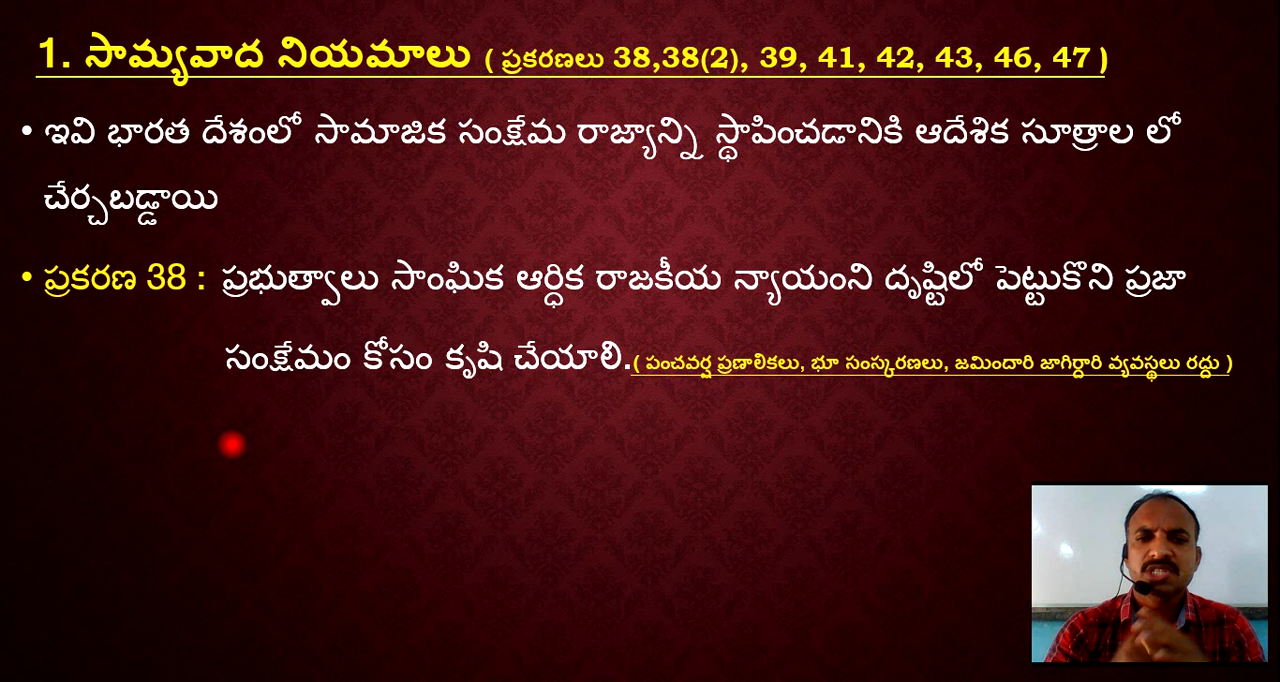 1. సామ్యవాద నియమాలు ( ప్రకరణలు 38,38(2), 39, 41, 42, 43, 46, 47 )
• ఇవి భారత దేశంలో సామాజిక సంక్షేమ రాజ్యాన్ని స్థాపించడానికి ఆదేశిక సూత్రాల లో
చేర్చబడ్డాయి
• ప్రకరణ 38 : ప్రభుత్వాలు సాంఘిక ఆర్ధిక రాజకీయ న్యాయంని దృష్టిలో పెట్టుకొని ప్రజా
సంక్షేమం కోసం కృషి చేయాలి.( పంచవర్ష ప్రణాలికలు, భూ సంస్కరణలు, జమిందారి జాగిర్దారి వ్యవస్థలు రద్దు )